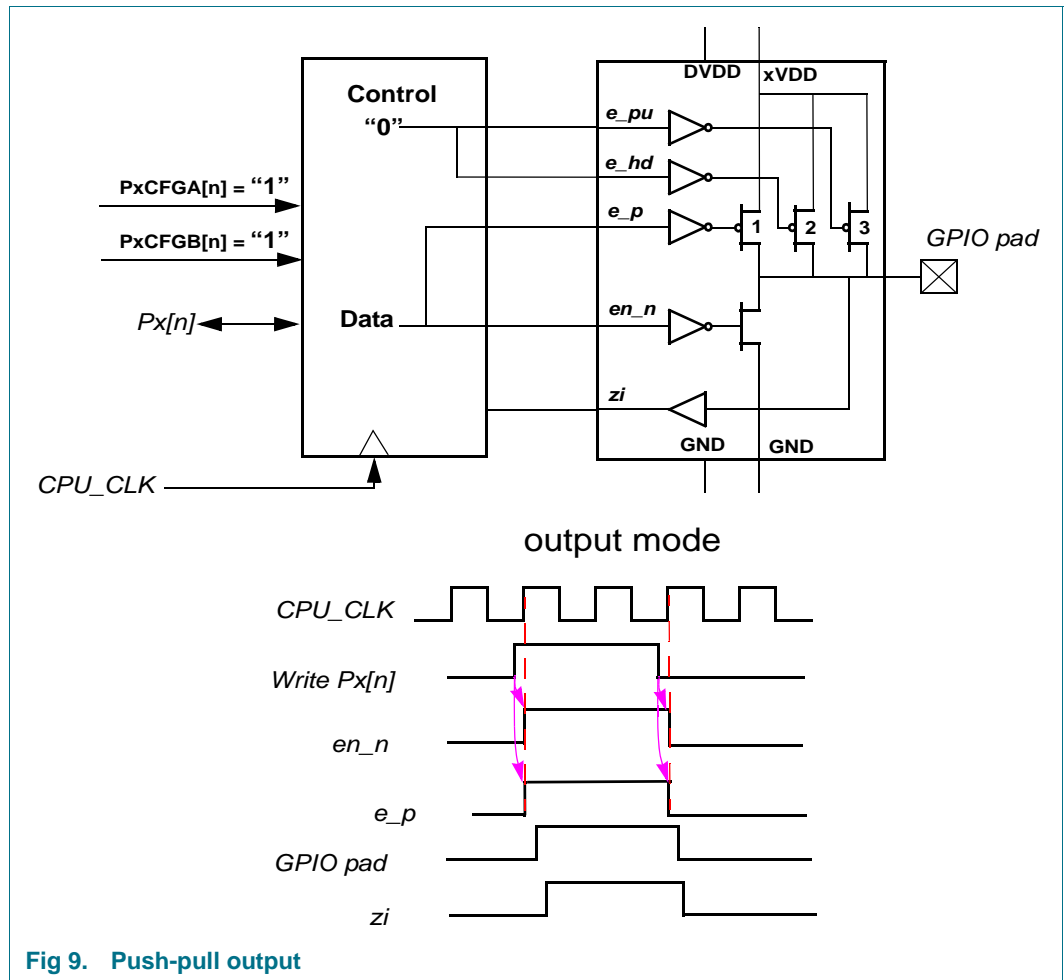 DVDD xVDD
Control
“0”
e_pu
e_hd
PxCFGA[n] = “1”
e_p
1 2 3
GPIO pad
PxCFGB[n] = “1”
Px[n]
Data
en_n
zi
GND GND
CPU_CLK
output mode
CPU_CLK
Write Px[n]
en_n
e_p
GPIO pad
zi
Fig 9. Push-pull output